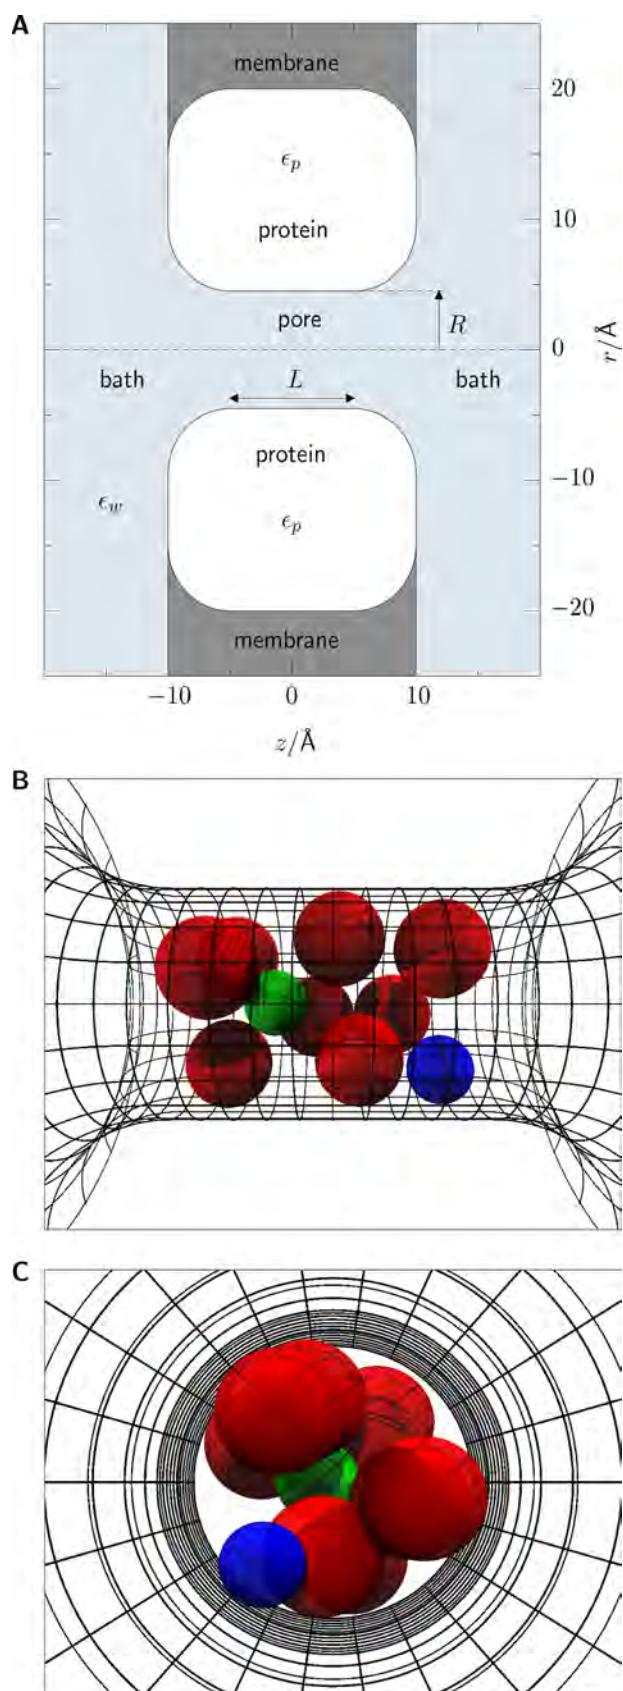 A
membrane
20
ϵp
protein
10
pore
R
r/Å
0
bath
L
bath
protein
ϵw
−10
ϵp
−20
membrane
−10
0
10
z/Å
B
C